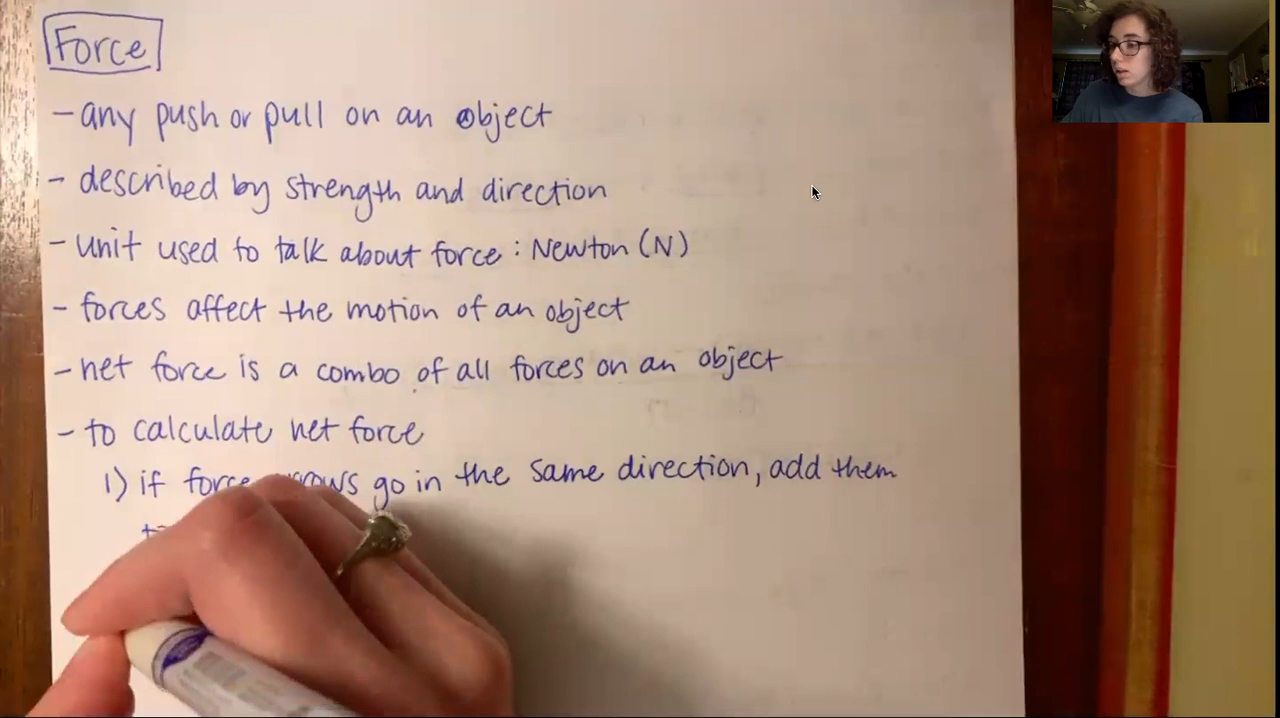 Force
- any push or pull on an object
- described by strength and direction
- unit used to talk about force : Newton (N)
- forces affect the motion of an object
- net force is a combo of all forces on an object
- to calculate net force
1) if force go in the same direction, add them